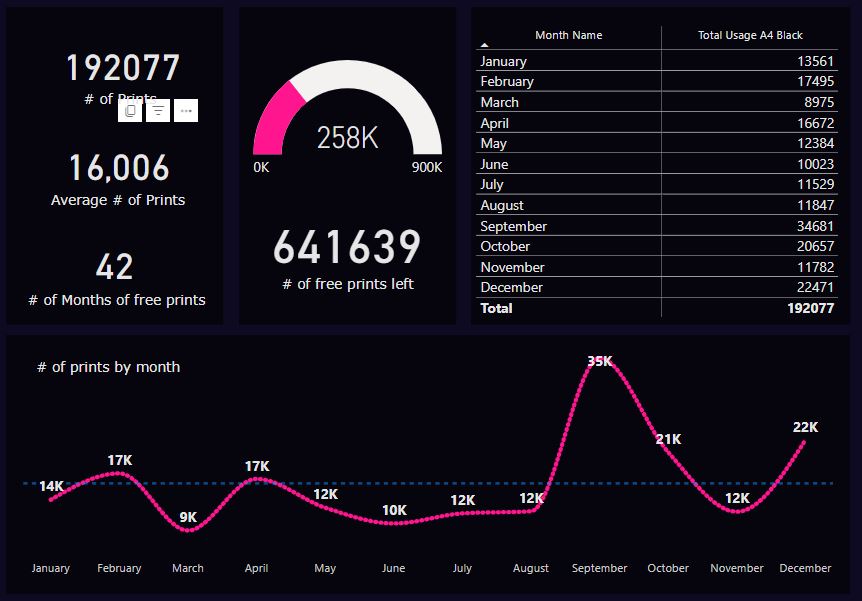 192077
# of Prints
16,006
Average # of Prints
42
# of Months of free prints
258K
0K 900K
641639
# of free prints left
Month Name Total Usage A4 Black
January 13561
February 17495
March 8975
April 16672
May 12384
June 10023
July 11529
August 11847
September 34681
October 20657
November 11782
December 22471
Total 192077
# of prints by month
14K 17K 9K 17K 12K 10K 12K 12K 35K 21K 12K 22K
January February March April May June July August September October November December